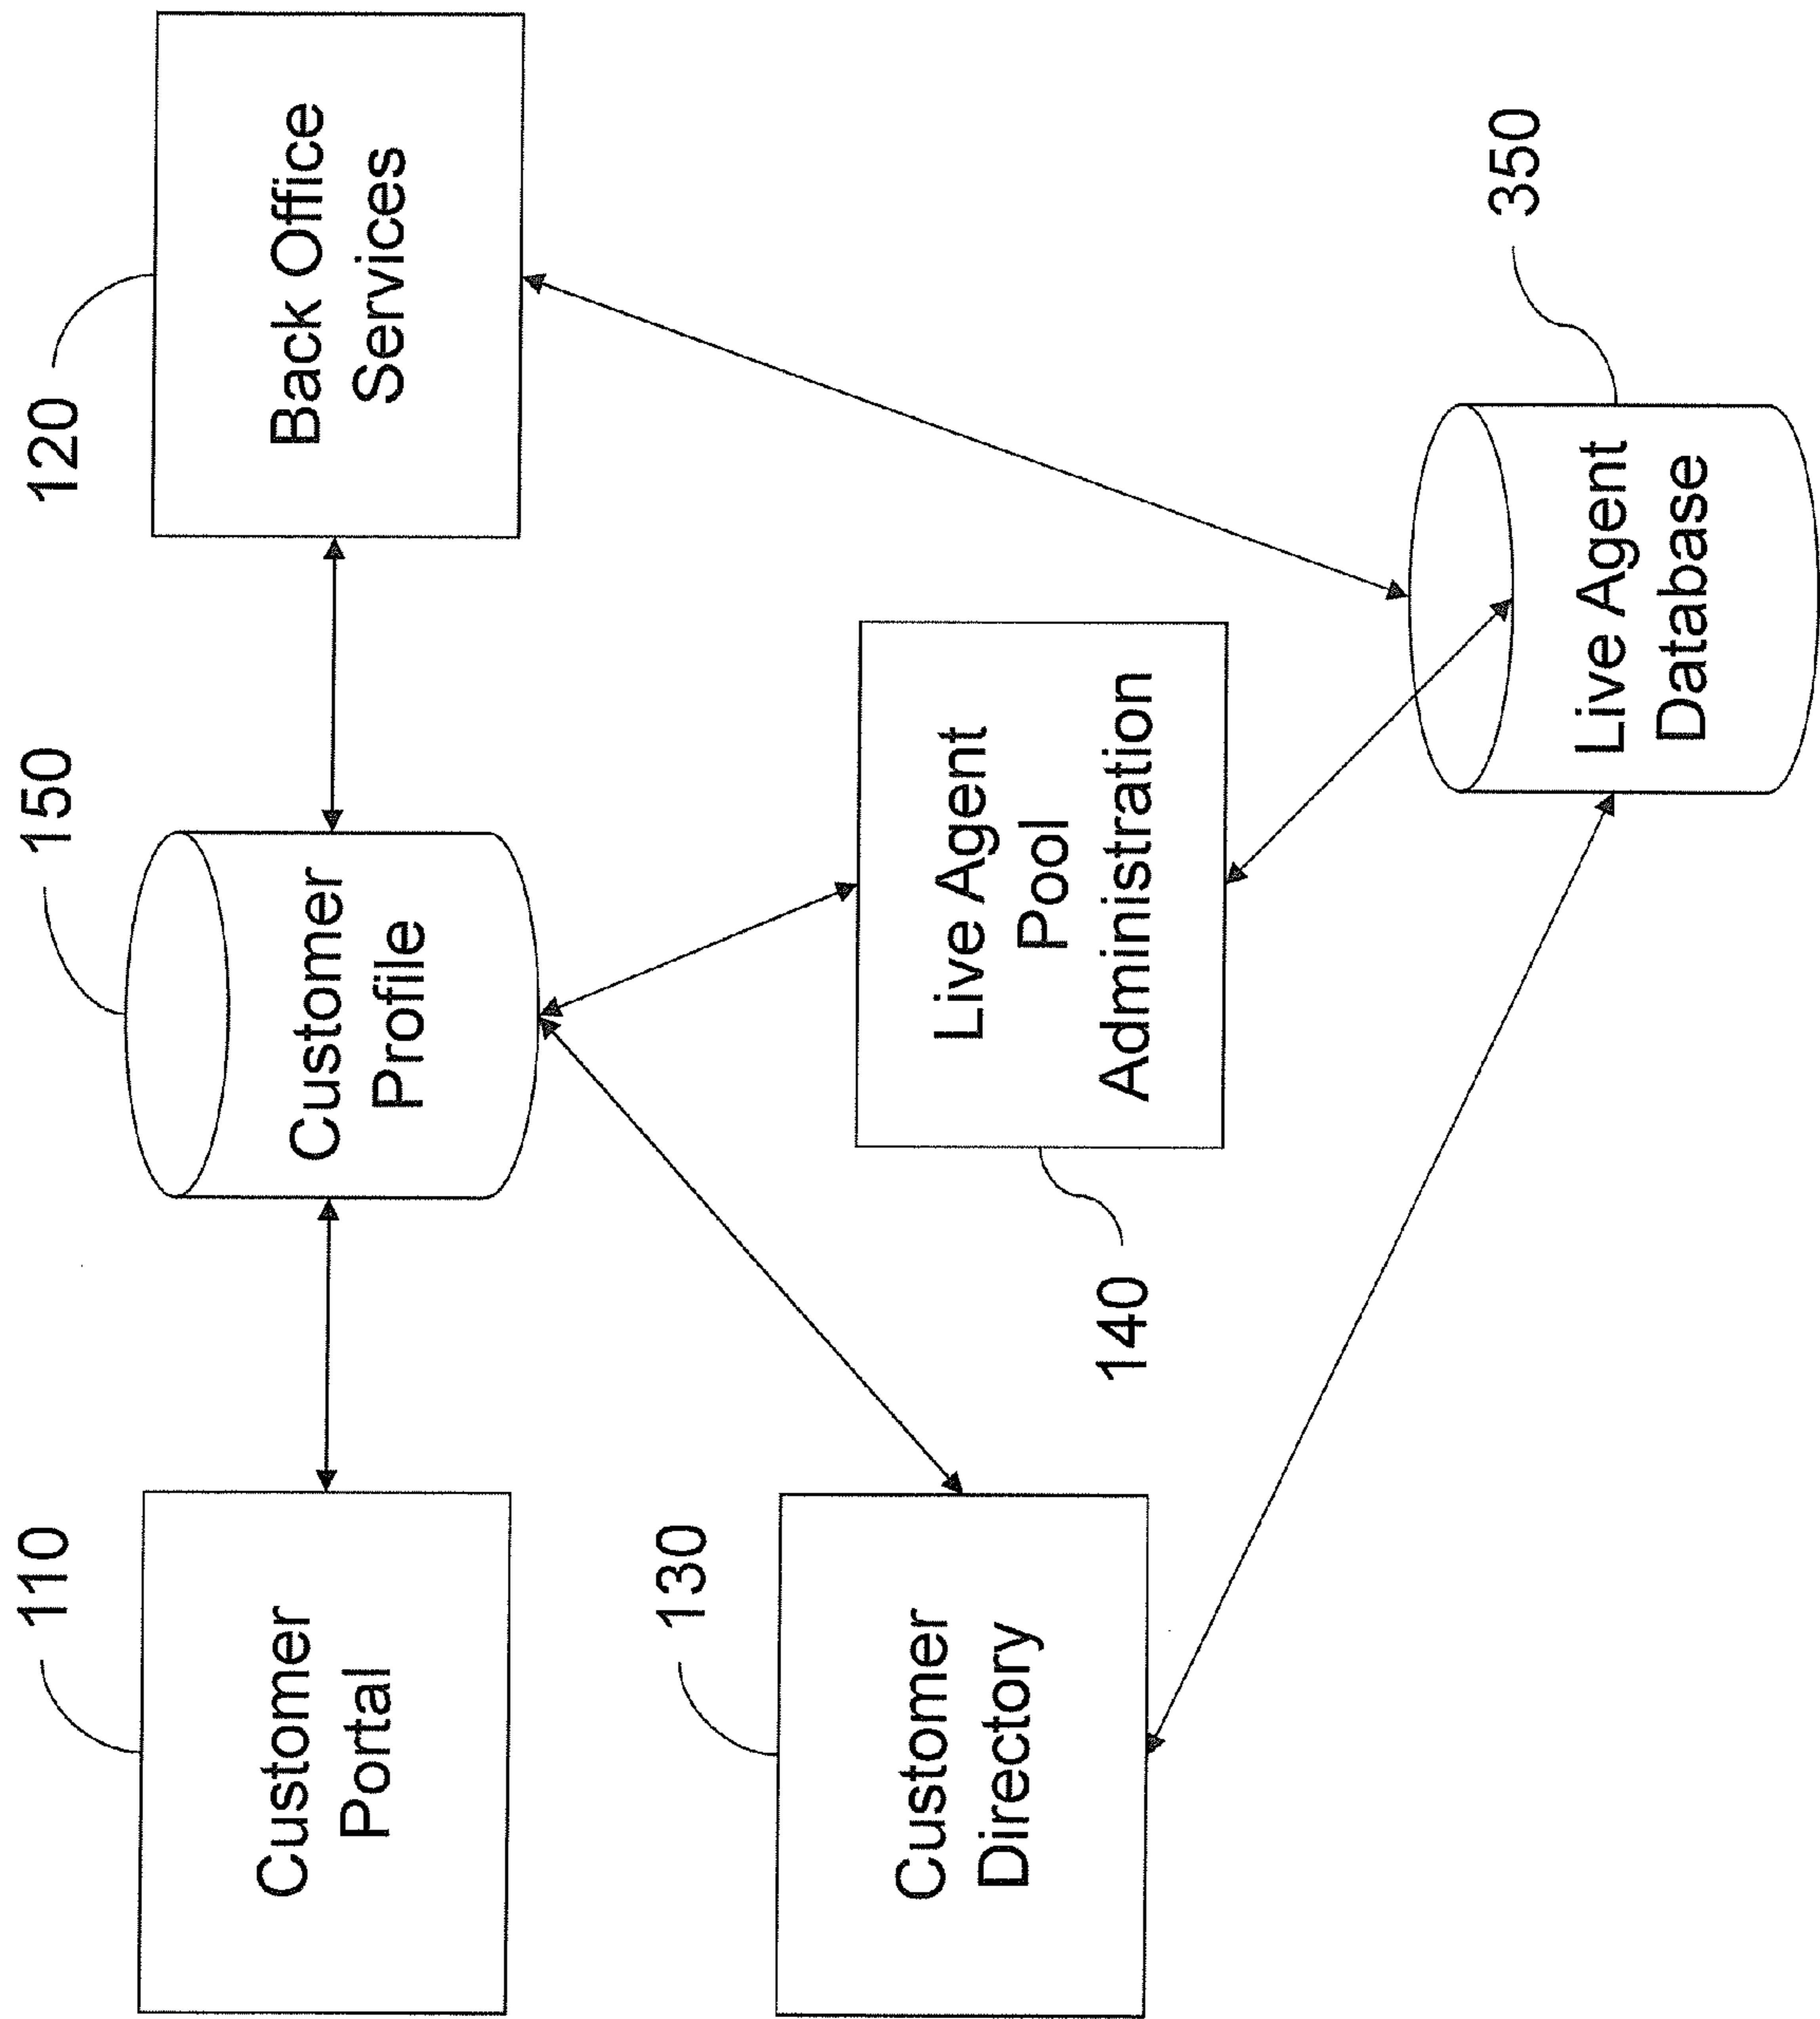 110
Customer
Portal
150
Customer
Profile
120
Back Office
Services
130
Customer
Directory
140
Live Agent
Pool
Administration
350
Live Agent
Database